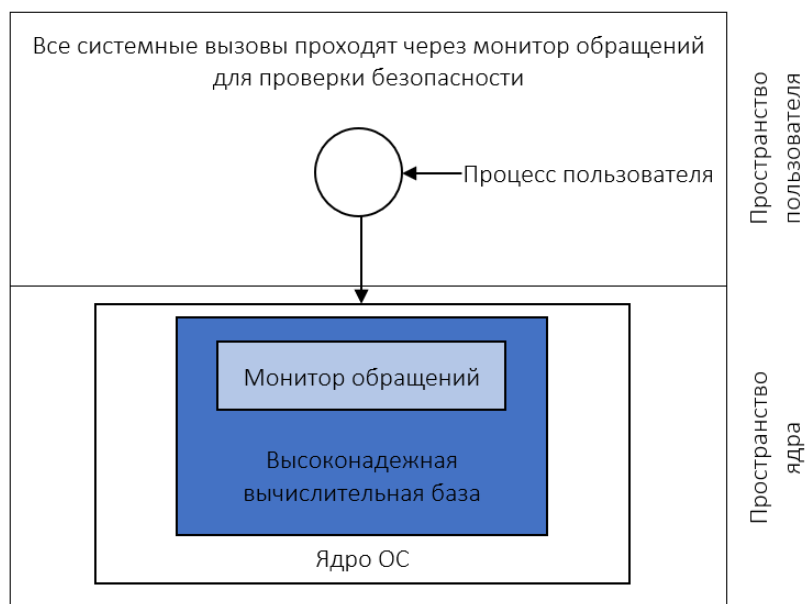 Все системные вызовы проходят через монитор обращений
для проверки безопасности
Процесс пользователя
Пространство
пользователя
Монитор обращений
Высоконадежная
вычислительная база
Ядро ОС
Пространство
ядра